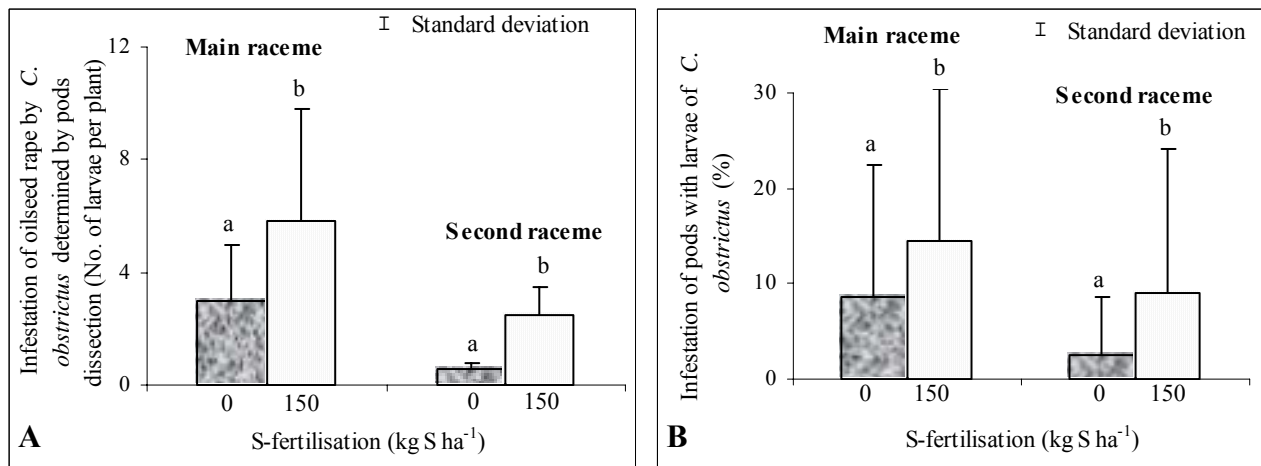 Infestation of oilseed rape by C.
obstrictus determined by pods
dissection (No. of larvae per plant)
12
8
4
0
I Standard deviation
Main raceme
a
b
Second raceme
a
b
0 150 0 150
S-fertilisation (kg S ha⁻¹)
A
Infestation of pods with larvae of C.
obstrictus (%)
30
20
10
0
I Standard deviation
Main raceme
a
b
Second raceme
a
b
0 150 0 150
S-fertilisation (kg S ha⁻¹)
B